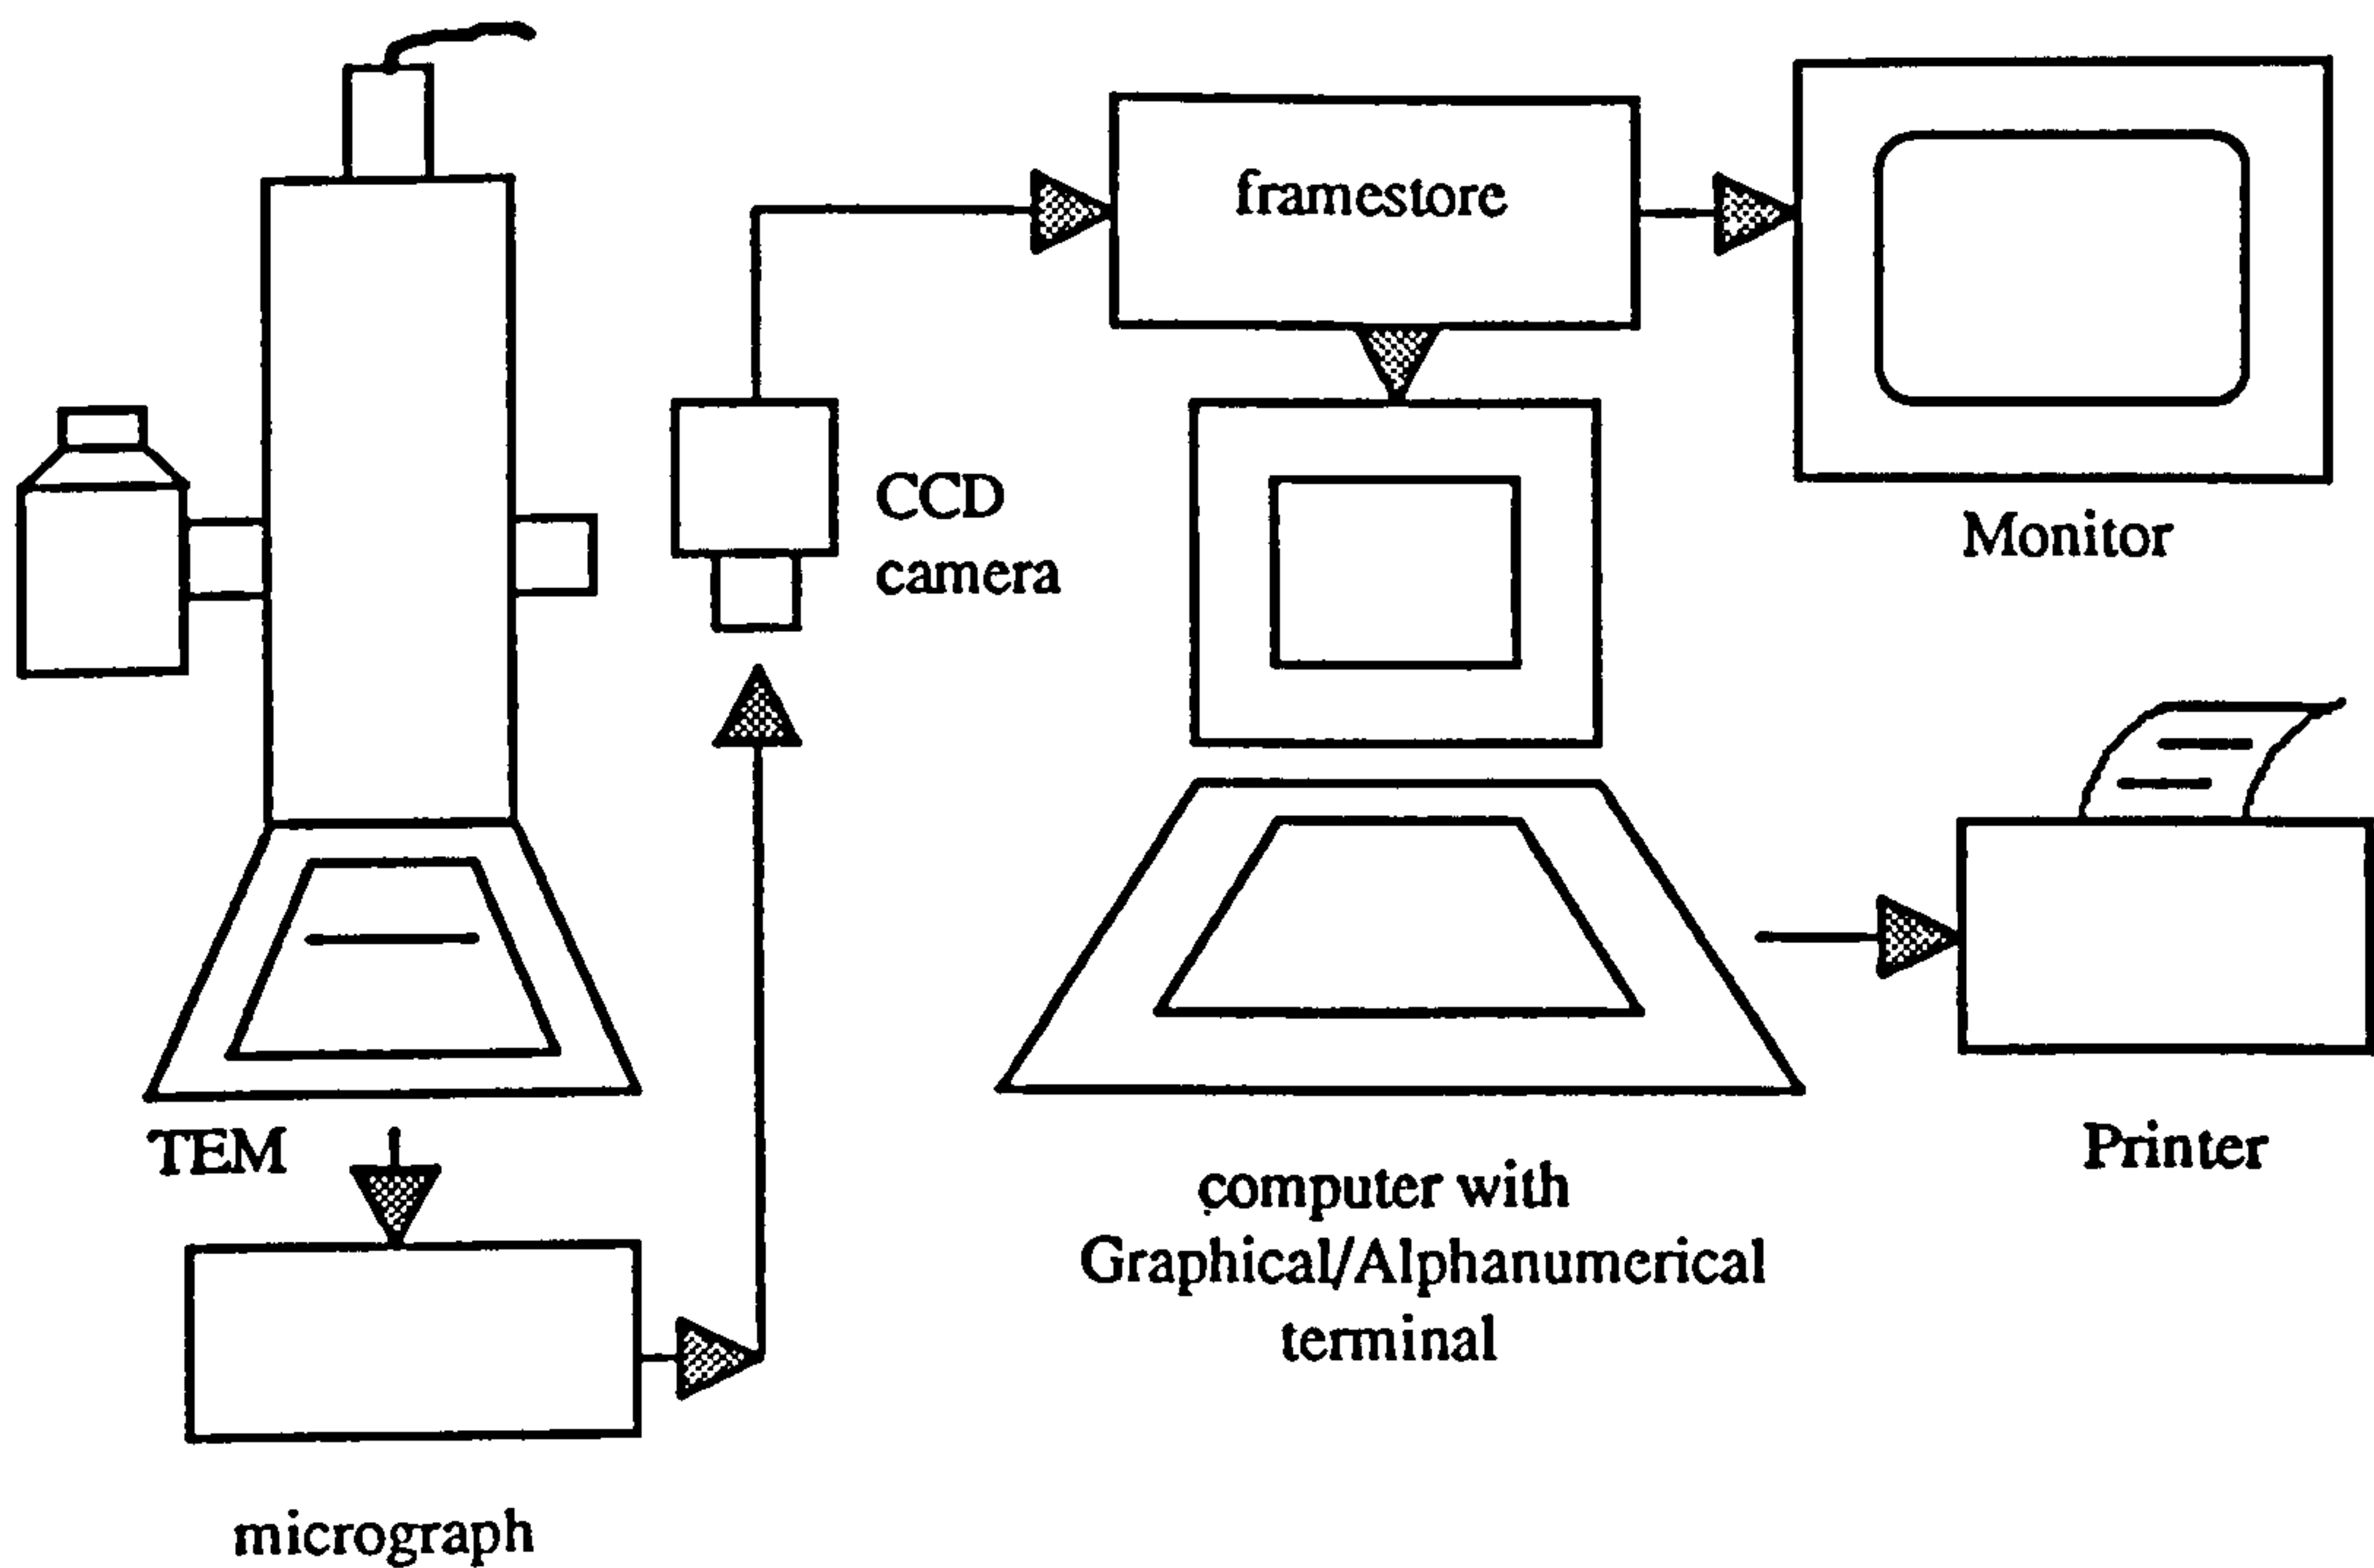 framestore
CCD
camera
Monitor
TEM
Printer
computer with
Graphical/Alphanumerical
terminal
micrograph